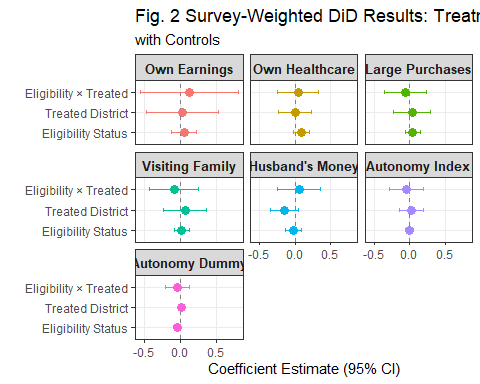 Fig. 2 Survey-Weighted DiD Results: Treatr
with Controls
Own Earnings
Own Healthcare
Large Purchases
Eligibility × Treated
Treated District
Eligibility Status
Visiting Family
Husband's Money
Autonomy Index
Eligibility × Treated
Treated District
Eligibility Status
-0.5 0.0 0.5
-0.5 0.0 0.5
Autonomy Dummy
Eligibility × Treated
Treated District
Eligibility Status
-0.5 0.0 0.5
Coefficient Estimate (95% CI)